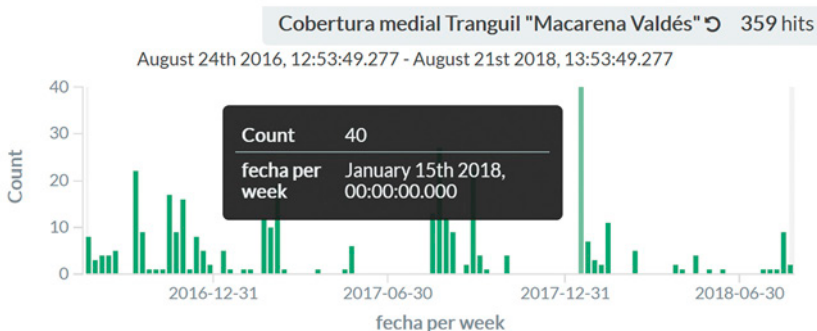 Cobertura medial Tranguil "Macarena Valdés" 359 hits
August 24th 2016, 12:53:49.277 - August 21st 2018, 13:53:49.277
Count
40
30
20
10
0
Count 40
fecha per week January 15th 2018, 00:00:00.000
2016-12-31 2017-06-30 2017-12-31 2018-06-30
fecha per week